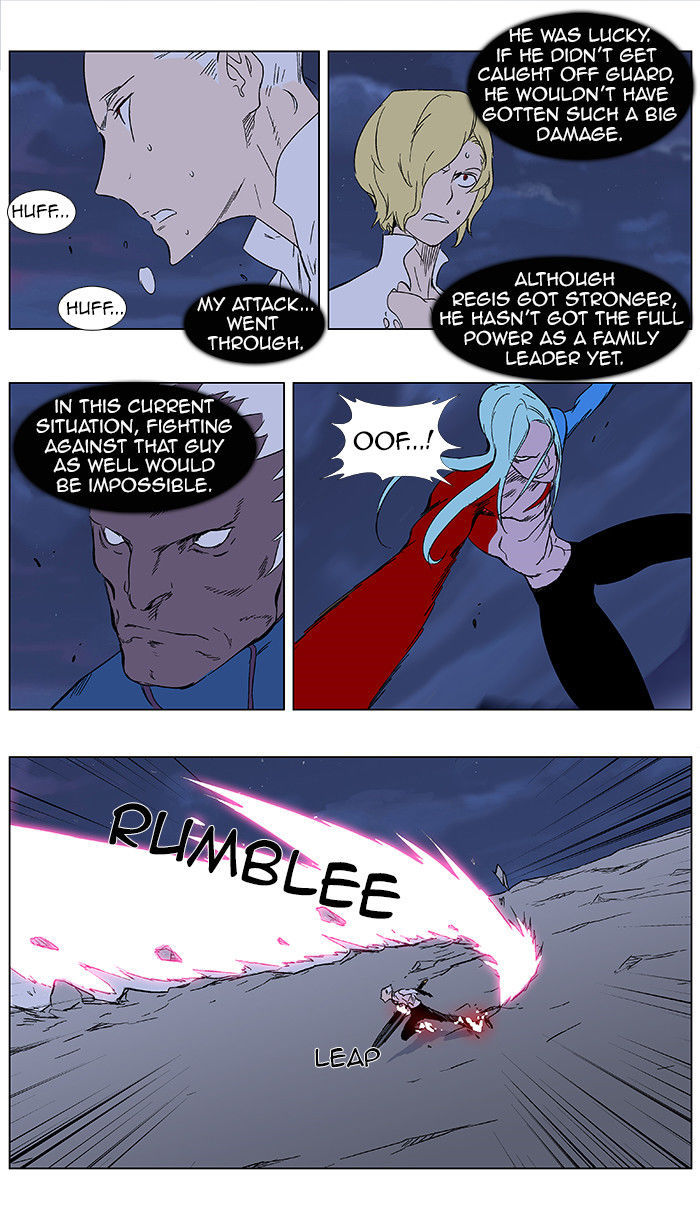 HUFF...
HUFF...
MY ATTACK...
WENT
THROUGH.
HE WAS LUCKY.
IF HE DIDN'T GET
CAUGHT OFF GUARD,
HE WOULDN'T HAVE
GOTTEN SUCH A BIG
DAMAGE.
ALTHOUGH
REGIS GOT STRONGER,
HE HASN'T GOT THE FULL
POWER AS A FAMILY
LEADER YET.
IN THIS CURRENT
SITUATION, FIGHTING
AGAINST THAT GUY
AS WELL WOULD
BE IMPOSSIBLE.
OOF...!
RUMBLEE
LEAP